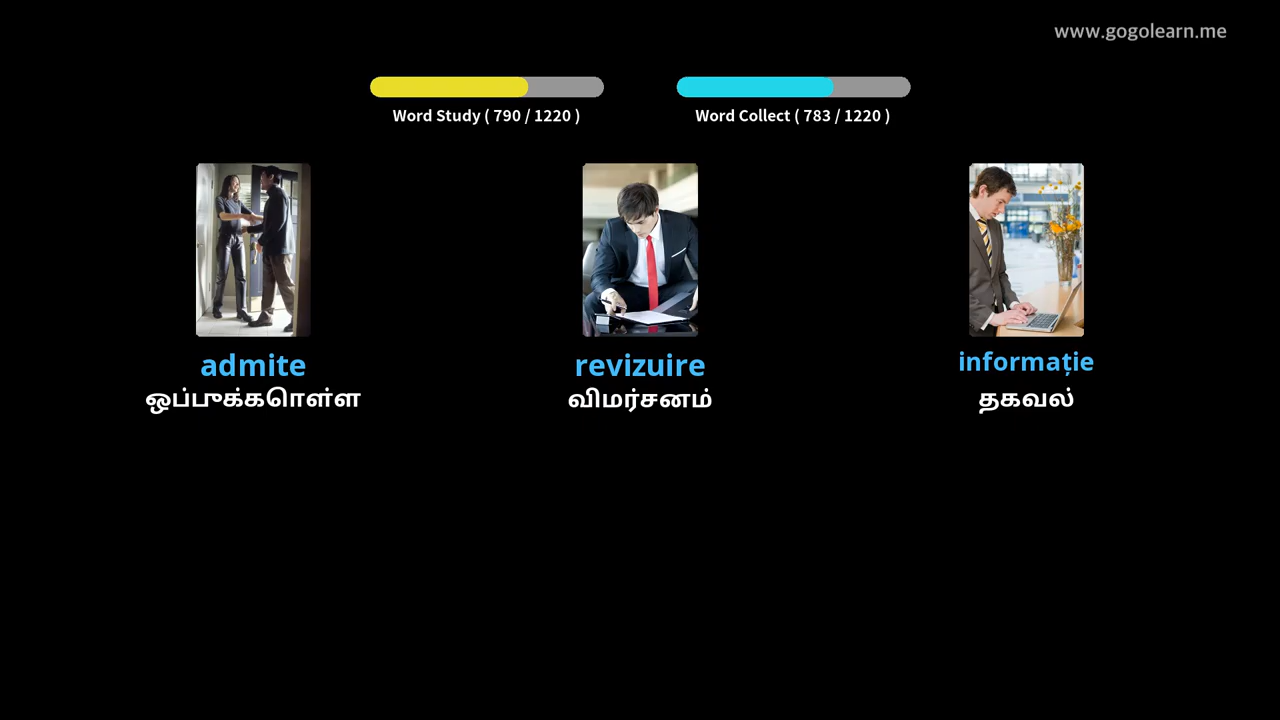 www.gogolearn.me
Word Study ( 790 / 1220 )
Word Collect ( 783 / 1220 )
admite
ஒப்புக்கொள்ள
revizuire
விமர்சனம்
informație
தகவல்